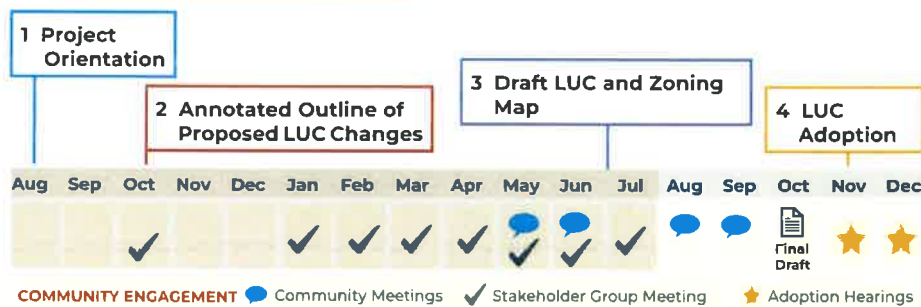 1 Project
Orientation
2 Annotated Outline of
Proposed LUC Changes
3 Draft LUC and Zoning
Map
4 LUC
Adoption
Aug Sep Oct Nov Dec Jan Feb Mar Apr May Jun Jul Aug Sep Oct Nov Dec
Final
Draft
COMMUNITY ENGAGEMENT Community Meetings Stakeholder Group Meeting Adoption Hearings